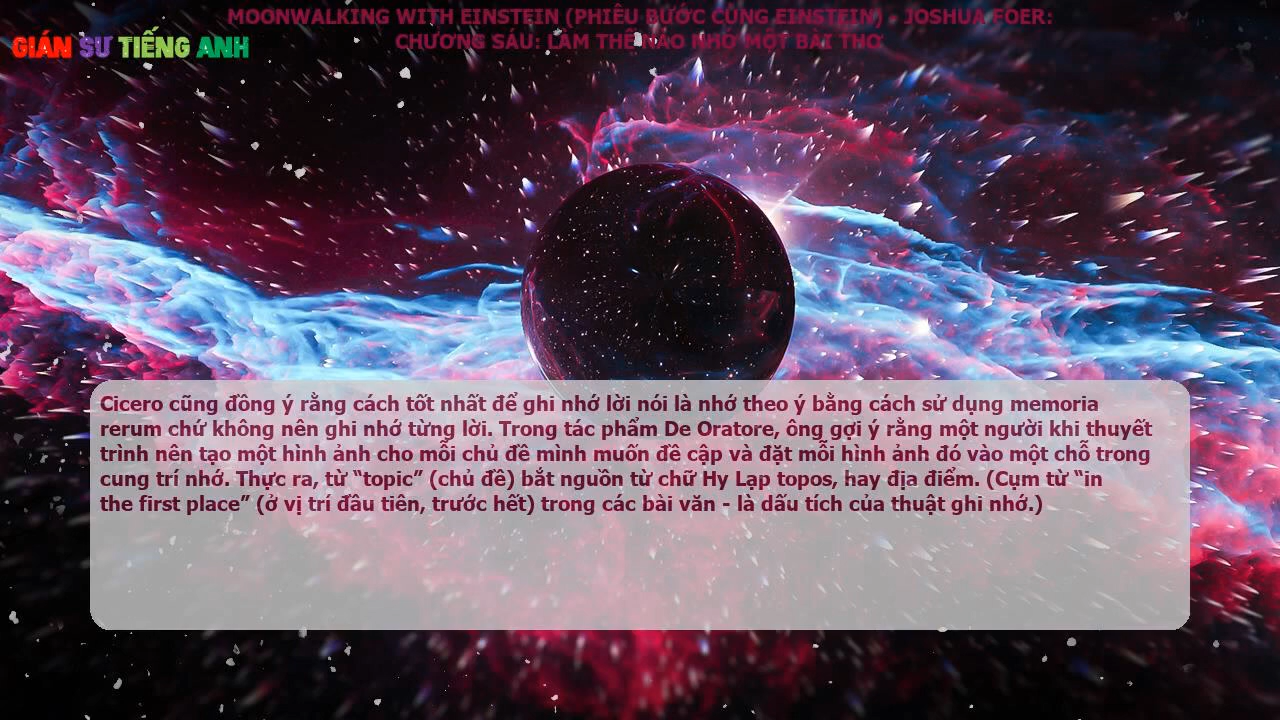 MOONWALKING WITH EINSTEIN (PHIÊU BƯỚC CÙNG EINSTEIN) - JOSHUA FOER:
CHƯƠNG SÁU: LÀM THẾ NÀO NHỚ MỘT BÀI THƠ
GIÁN SƯ TIẾNG ANH
Cicero cũng đồng ý rằng cách tốt nhất để ghi nhớ lời nói là nhớ theo ý bằng cách sử dụng memoria
rerum chứ không nên ghi nhớ từng lời. Trong tác phẩm De Oratore, ông gợi ý rằng một người khi thuyết
trình nên tạo một hình ảnh cho mỗi chủ đề mình muốn đề cập và đặt mỗi hình ảnh đó vào một chỗ trong
cung trí nhớ. Thực ra, từ “topic” (chủ đề) bắt nguồn từ chữ Hy Lạp topos, hay địa điểm. (Cụm từ “in
the first place” (ở vị trí đầu tiên, trước hết) trong các bài văn - là dấu tích của thuật ghi nhớ.)